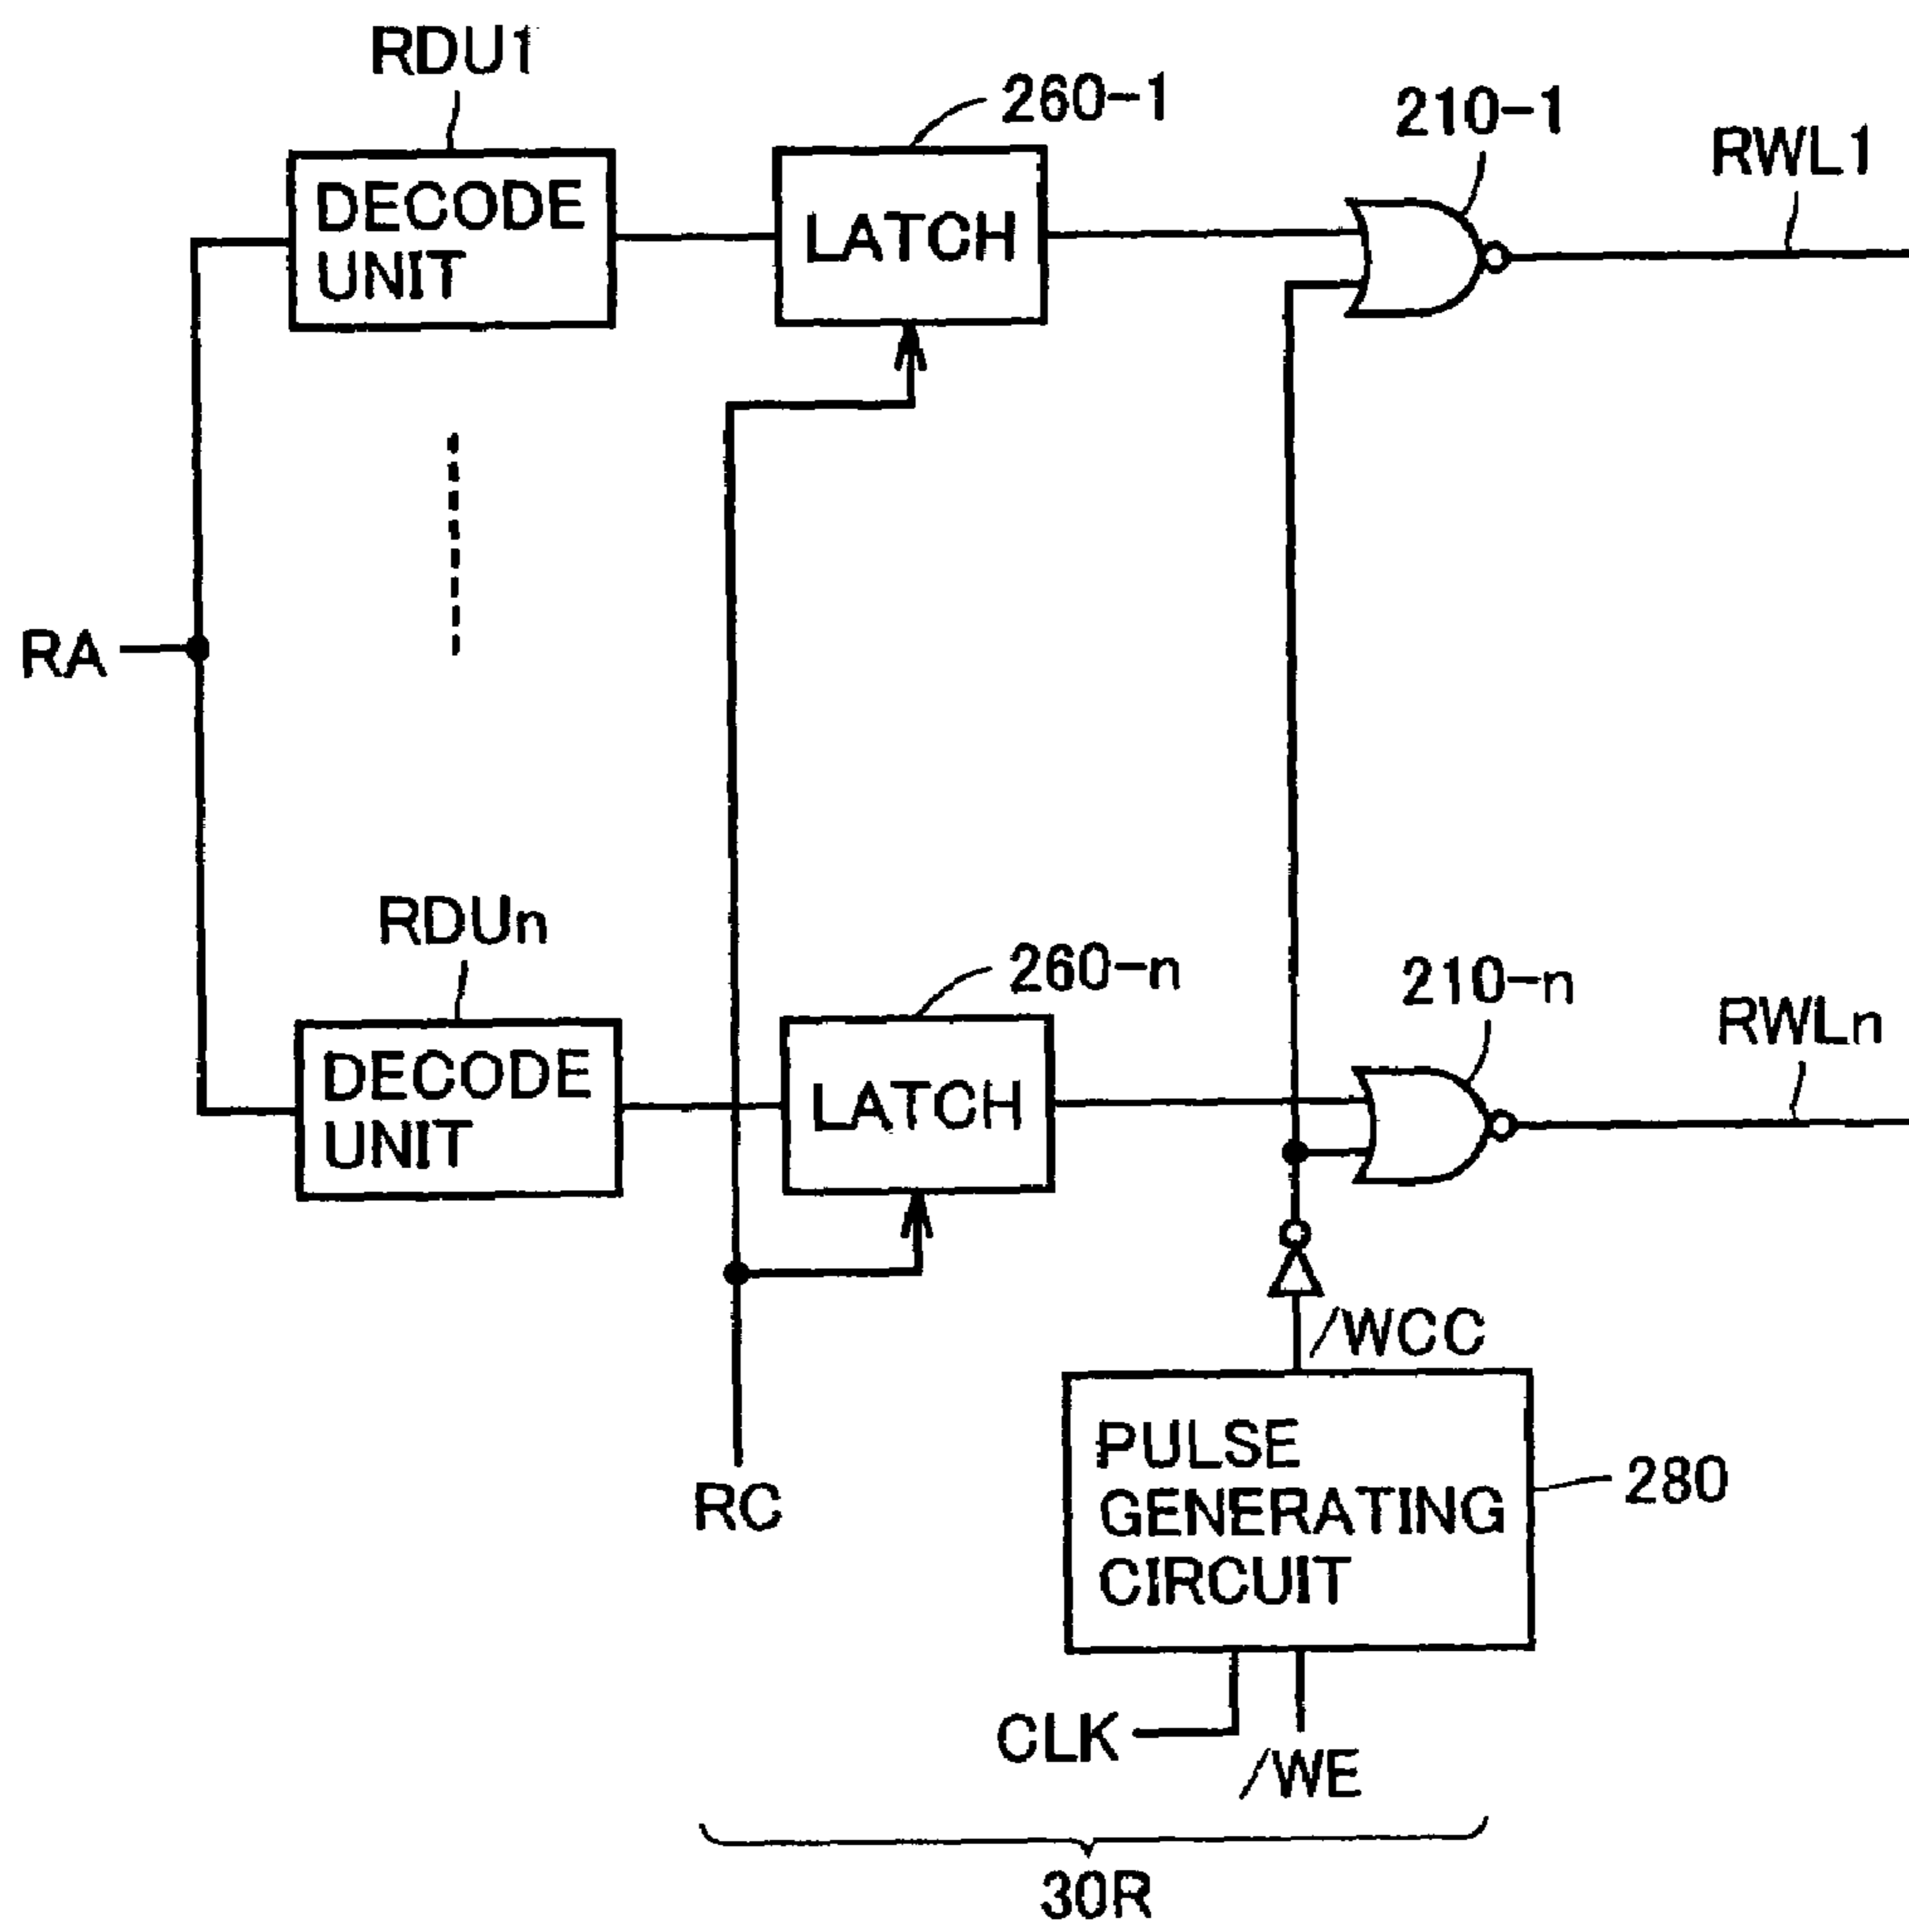 RDU1
260-1
210-1
RWL1
DECODE
UNIT
LATCH
RA
RDUn
260-n
210-n
RWLn
DECODE
UNIT
LATCH
/WCC
RC
PULSE
GENERATING
CIRCUIT
280
CLK
/WE
30R